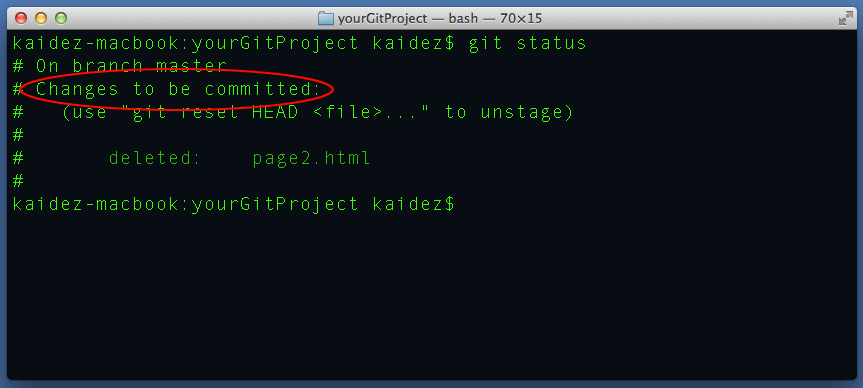 yourGitProject — bash — 70×15
kaidez-macbook:yourGitProject kaidez$ git status
# On branch master
# Changes to be committed:
#   (use "git reset HEAD <file>..." to unstage)
#
#       deleted:    page2.html
#
kaidez-macbook:yourGitProject kaidez$